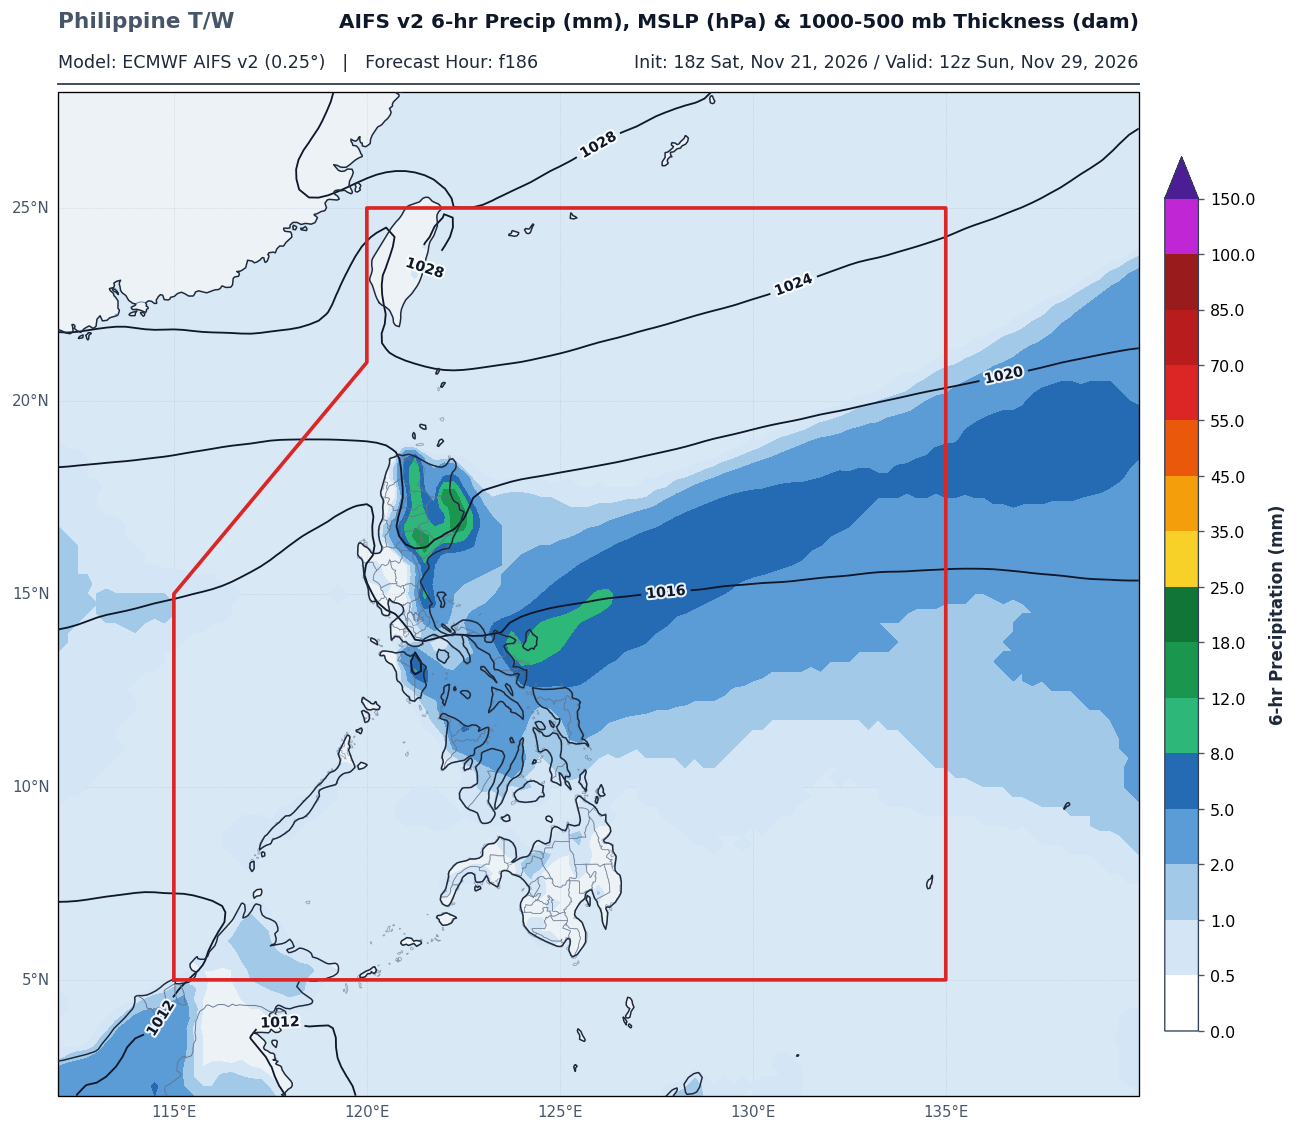 Philippine T/W
AIFS v2 6-hr Precip (mm), MSLP (hPa) & 1000-500 mb Thickness (dam)
Model: ECMWF AIFS v2 (0.25°) | Forecast Hour: f186
Init: 18z Sat, Nov 21, 2026 / Valid: 12z Sun, Nov 29, 2026
1028
1028
1024
1020
1016
1012
1012
25°N
20°N
15°N
10°N
5°N
115°E
120°E
125°E
130°E
135°E
150.0
100.0
85.0
70.0
55.0
45.0
35.0
25.0
18.0
12.0
8.0
5.0
2.0
1.0
0.5
0.0
6-hr Precipitation (mm)